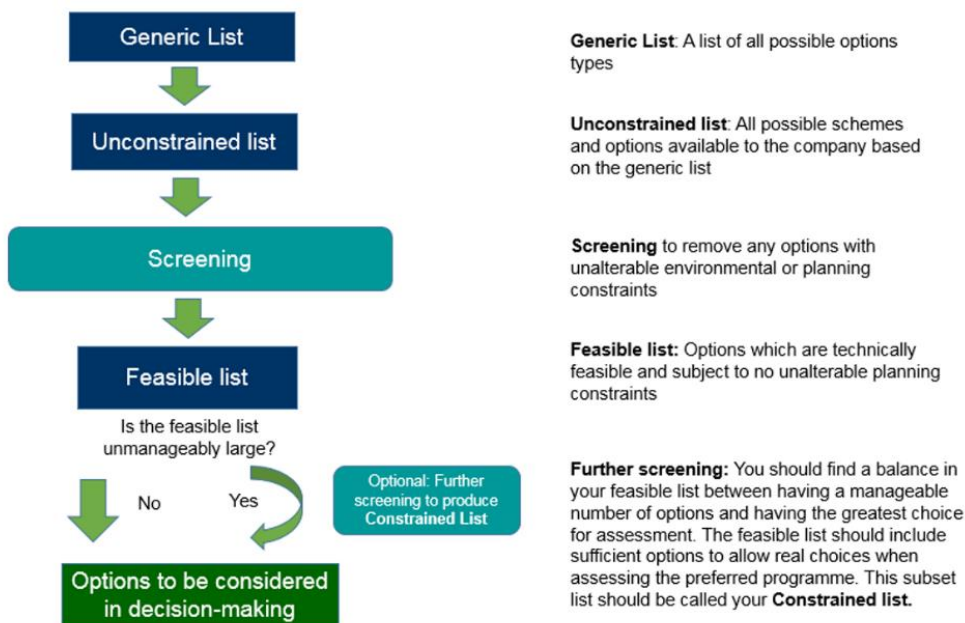 Generic List
Generic List: A list of all possible options
types
Unconstrained list
Unconstrained list: All possible schemes
and options available to the company based
on the generic list
Screening
Screening to remove any options with
unalterable environmental or planning
constraints
Feasible list
Feasible list: Options which are technically
feasible and subject to no unalterable planning
constraints
Is the feasible list
unmanageably large?
No
Yes
Optional: Further
screening to produce
Constrained List
Further screening: You should find a balance in
your feasible list between having a manageable
number of options and having the greatest choice
for assessment. The feasible list should include
sufficient options to allow real choices when
assessing the preferred programme. This subset
list should be called your Constrained list.
Options to be considered
in decision-making